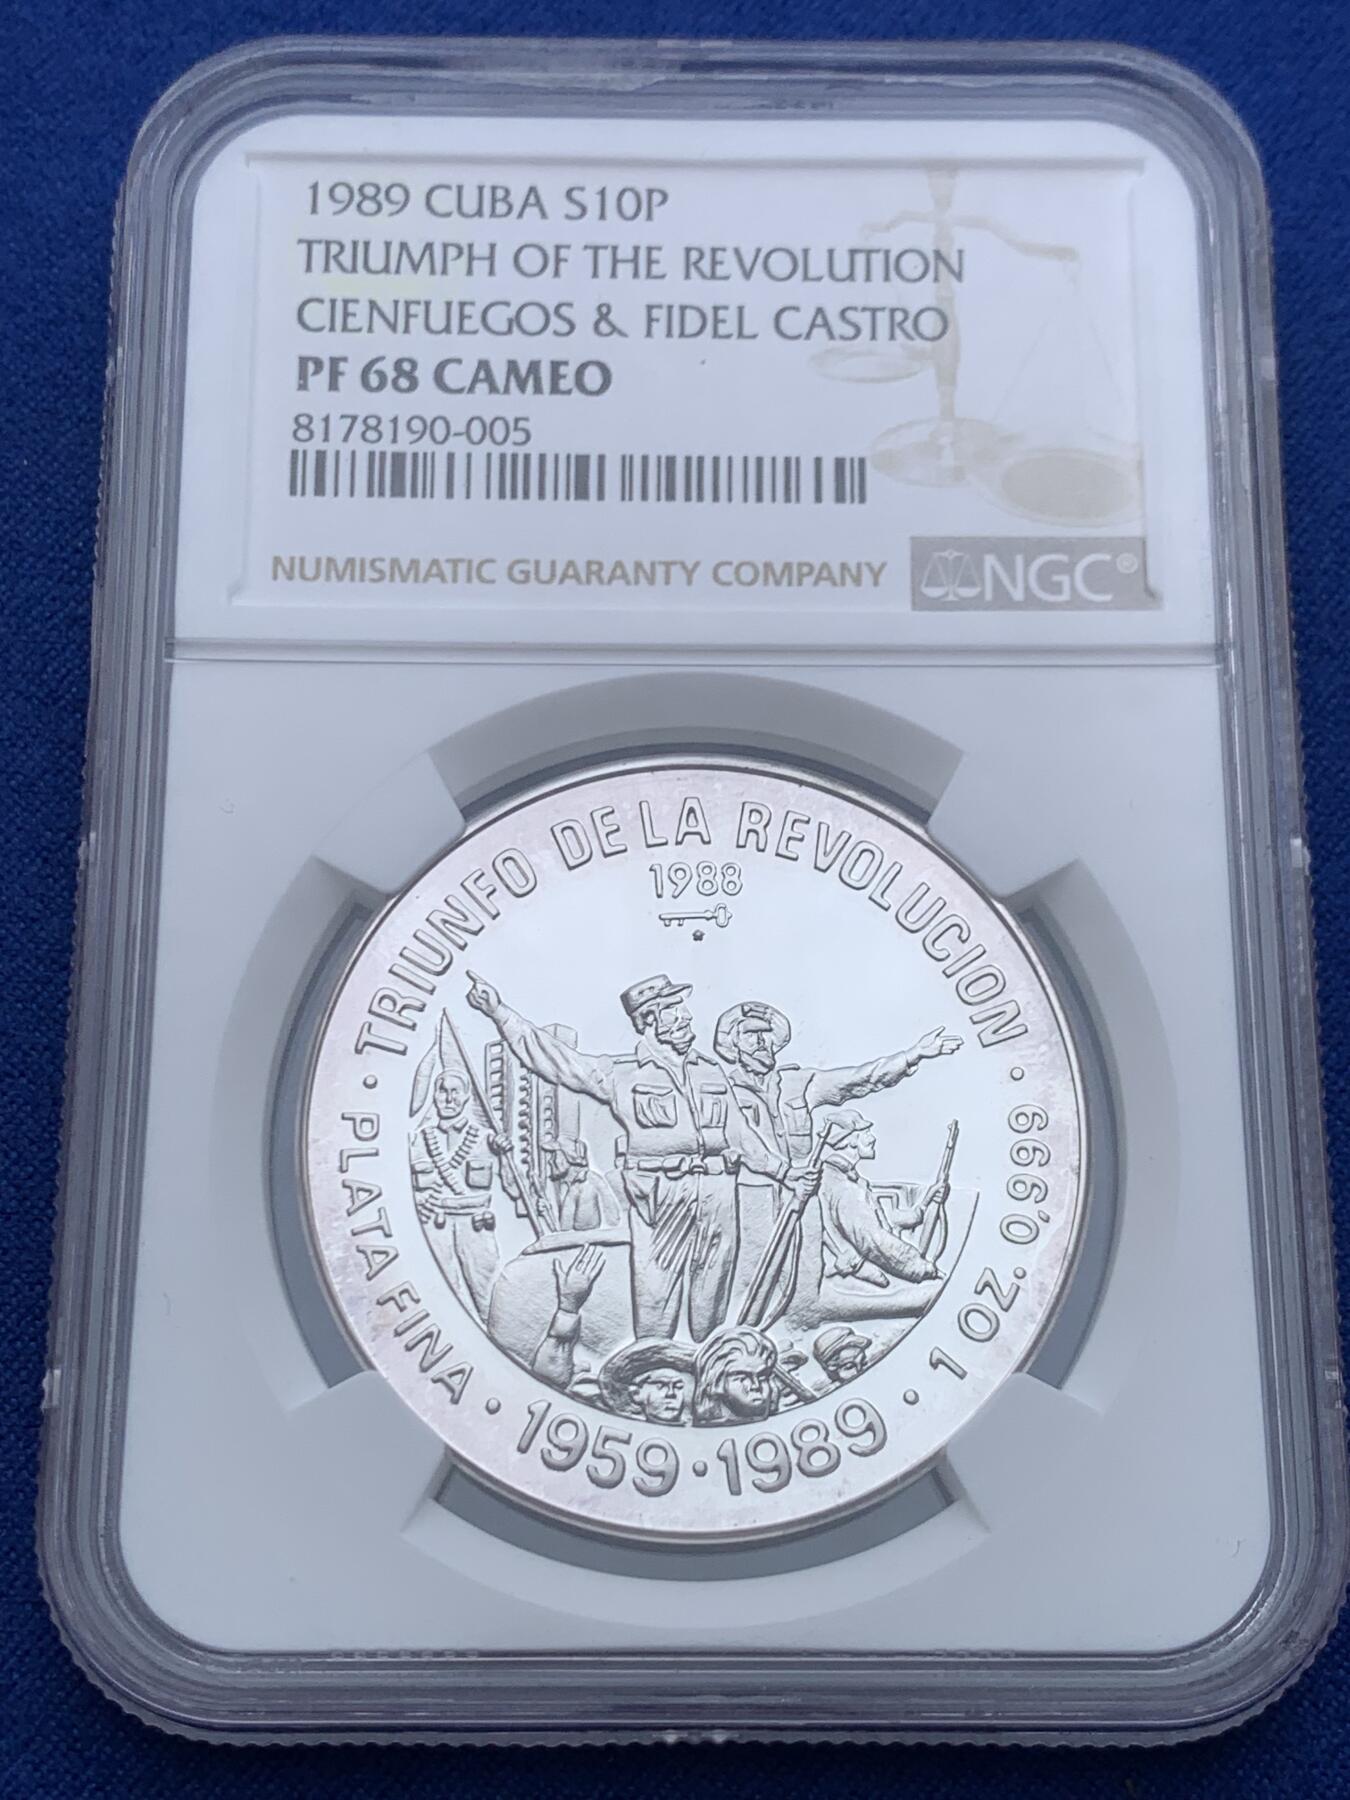 1989 CUBA S10P
TRIUMPH OF THE REVOLUTION
CIENFUEGOS & FIDEL CASTRO
PF 68 CAMEO
8178190-005
NUMISMATIC GUARANTY COMPANY
NGC®
TRIUNFO DE LA REVOLUCION
1988
PLATA FINA • 1959 • 1989 • 1 OZ. 0,999